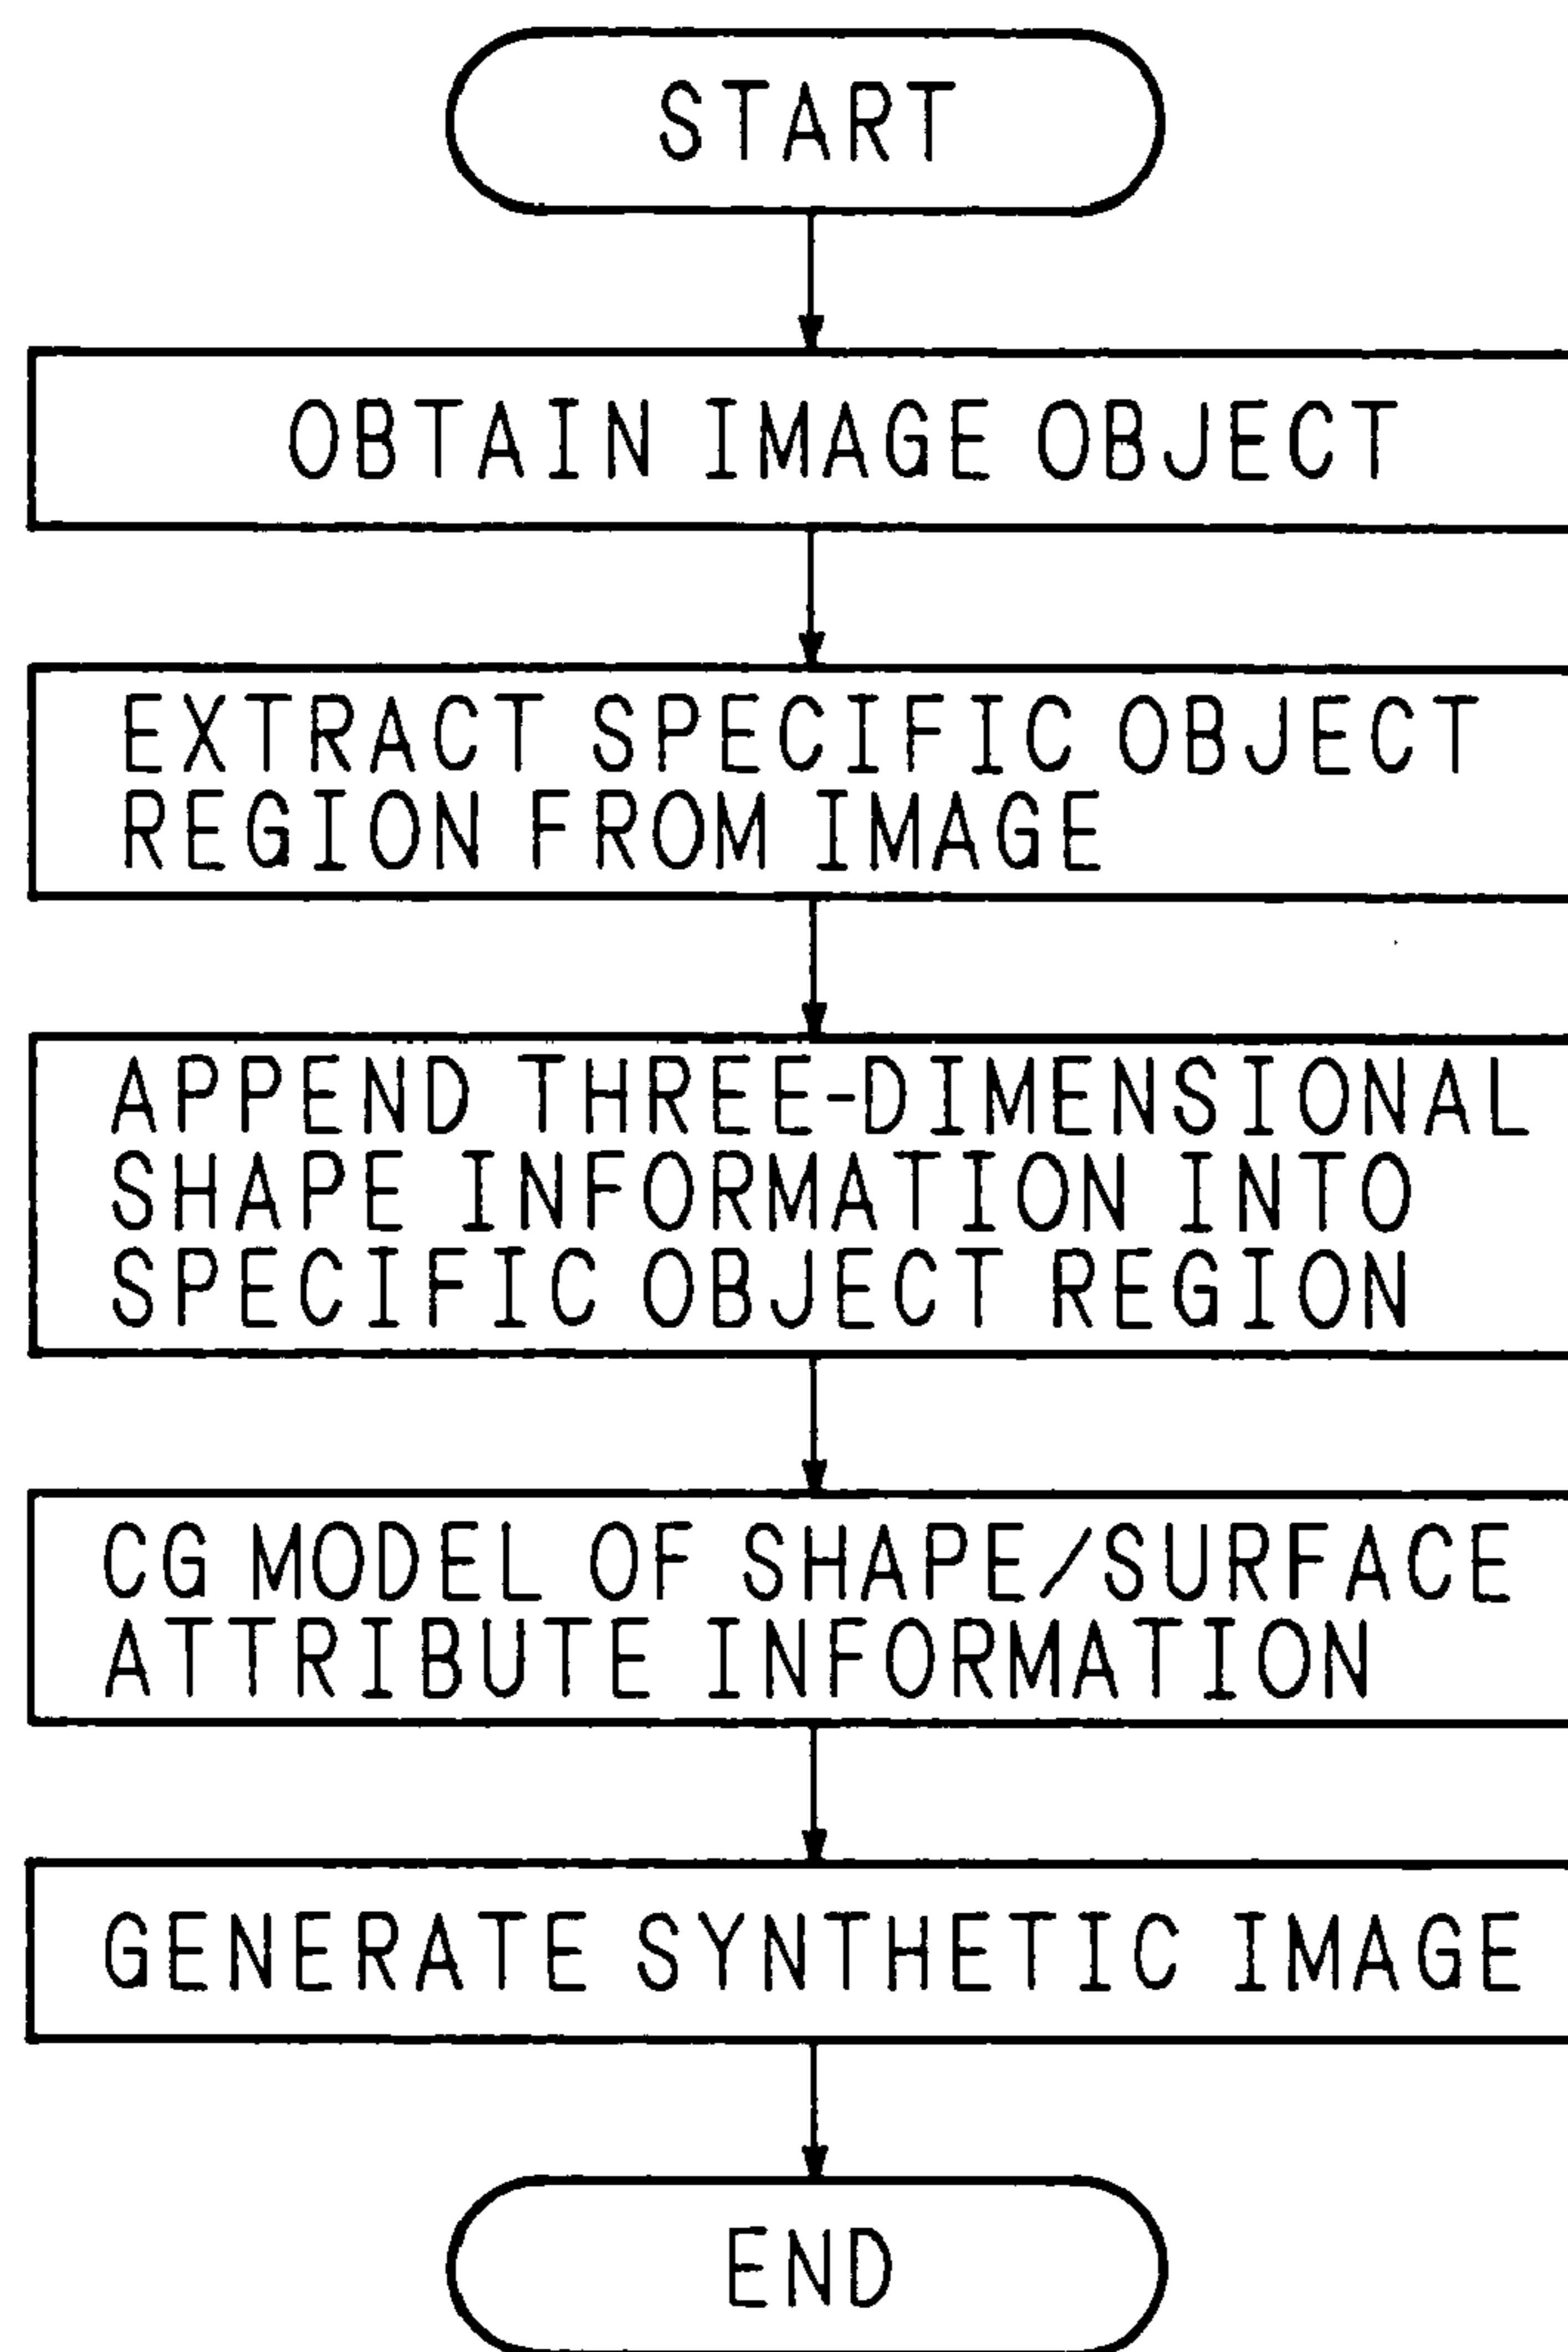 START
OBTAIN IMAGE OBJECT
EXTRACT SPECIFIC OBJECT
REGION FROM IMAGE
APPEND THREE-DIMENSIONAL
SHAPE INFORMATION INTO
SPECIFIC OBJECT REGION
CG MODEL OF SHAPE/SURFACE
ATTRIBUTE INFORMATION
GENERATE SYNTHETIC IMAGE
END